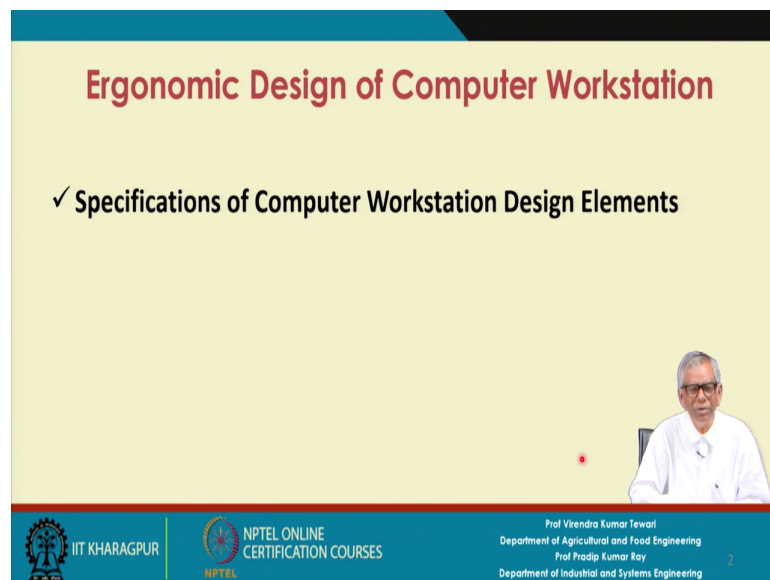 Ergonomic Design of Computer Workstation
✓ Specifications of Computer Workstation Design Elements
IIT KHARAGPUR
NPTEL
NPTEL ONLINE
CERTIFICATION COURSES
Prof Virendra Kumar Tewari
Department of Agricultural and Food Engineering
Prof Pradip Kumar Ray
Department of Industrial and Systems Engineering
2